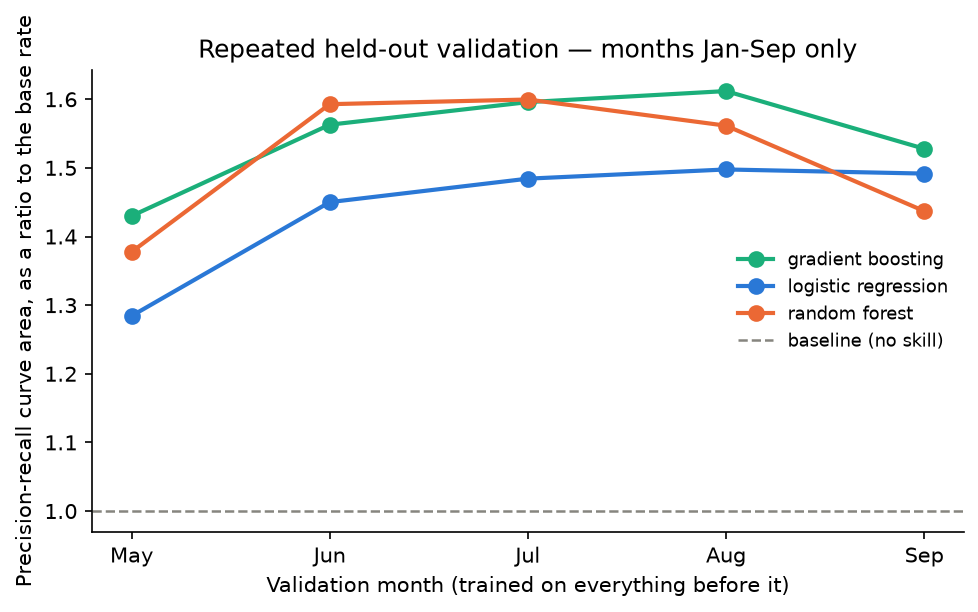 Repeated held-out validation — months Jan-Sep only
Precision-recall curve area, as a ratio to the base rate
1.6
1.5
1.4
1.3
1.2
1.1
1.0
gradient boosting
logistic regression
random forest
baseline (no skill)
May Jun Jul Aug Sep
Validation month (trained on everything before it)